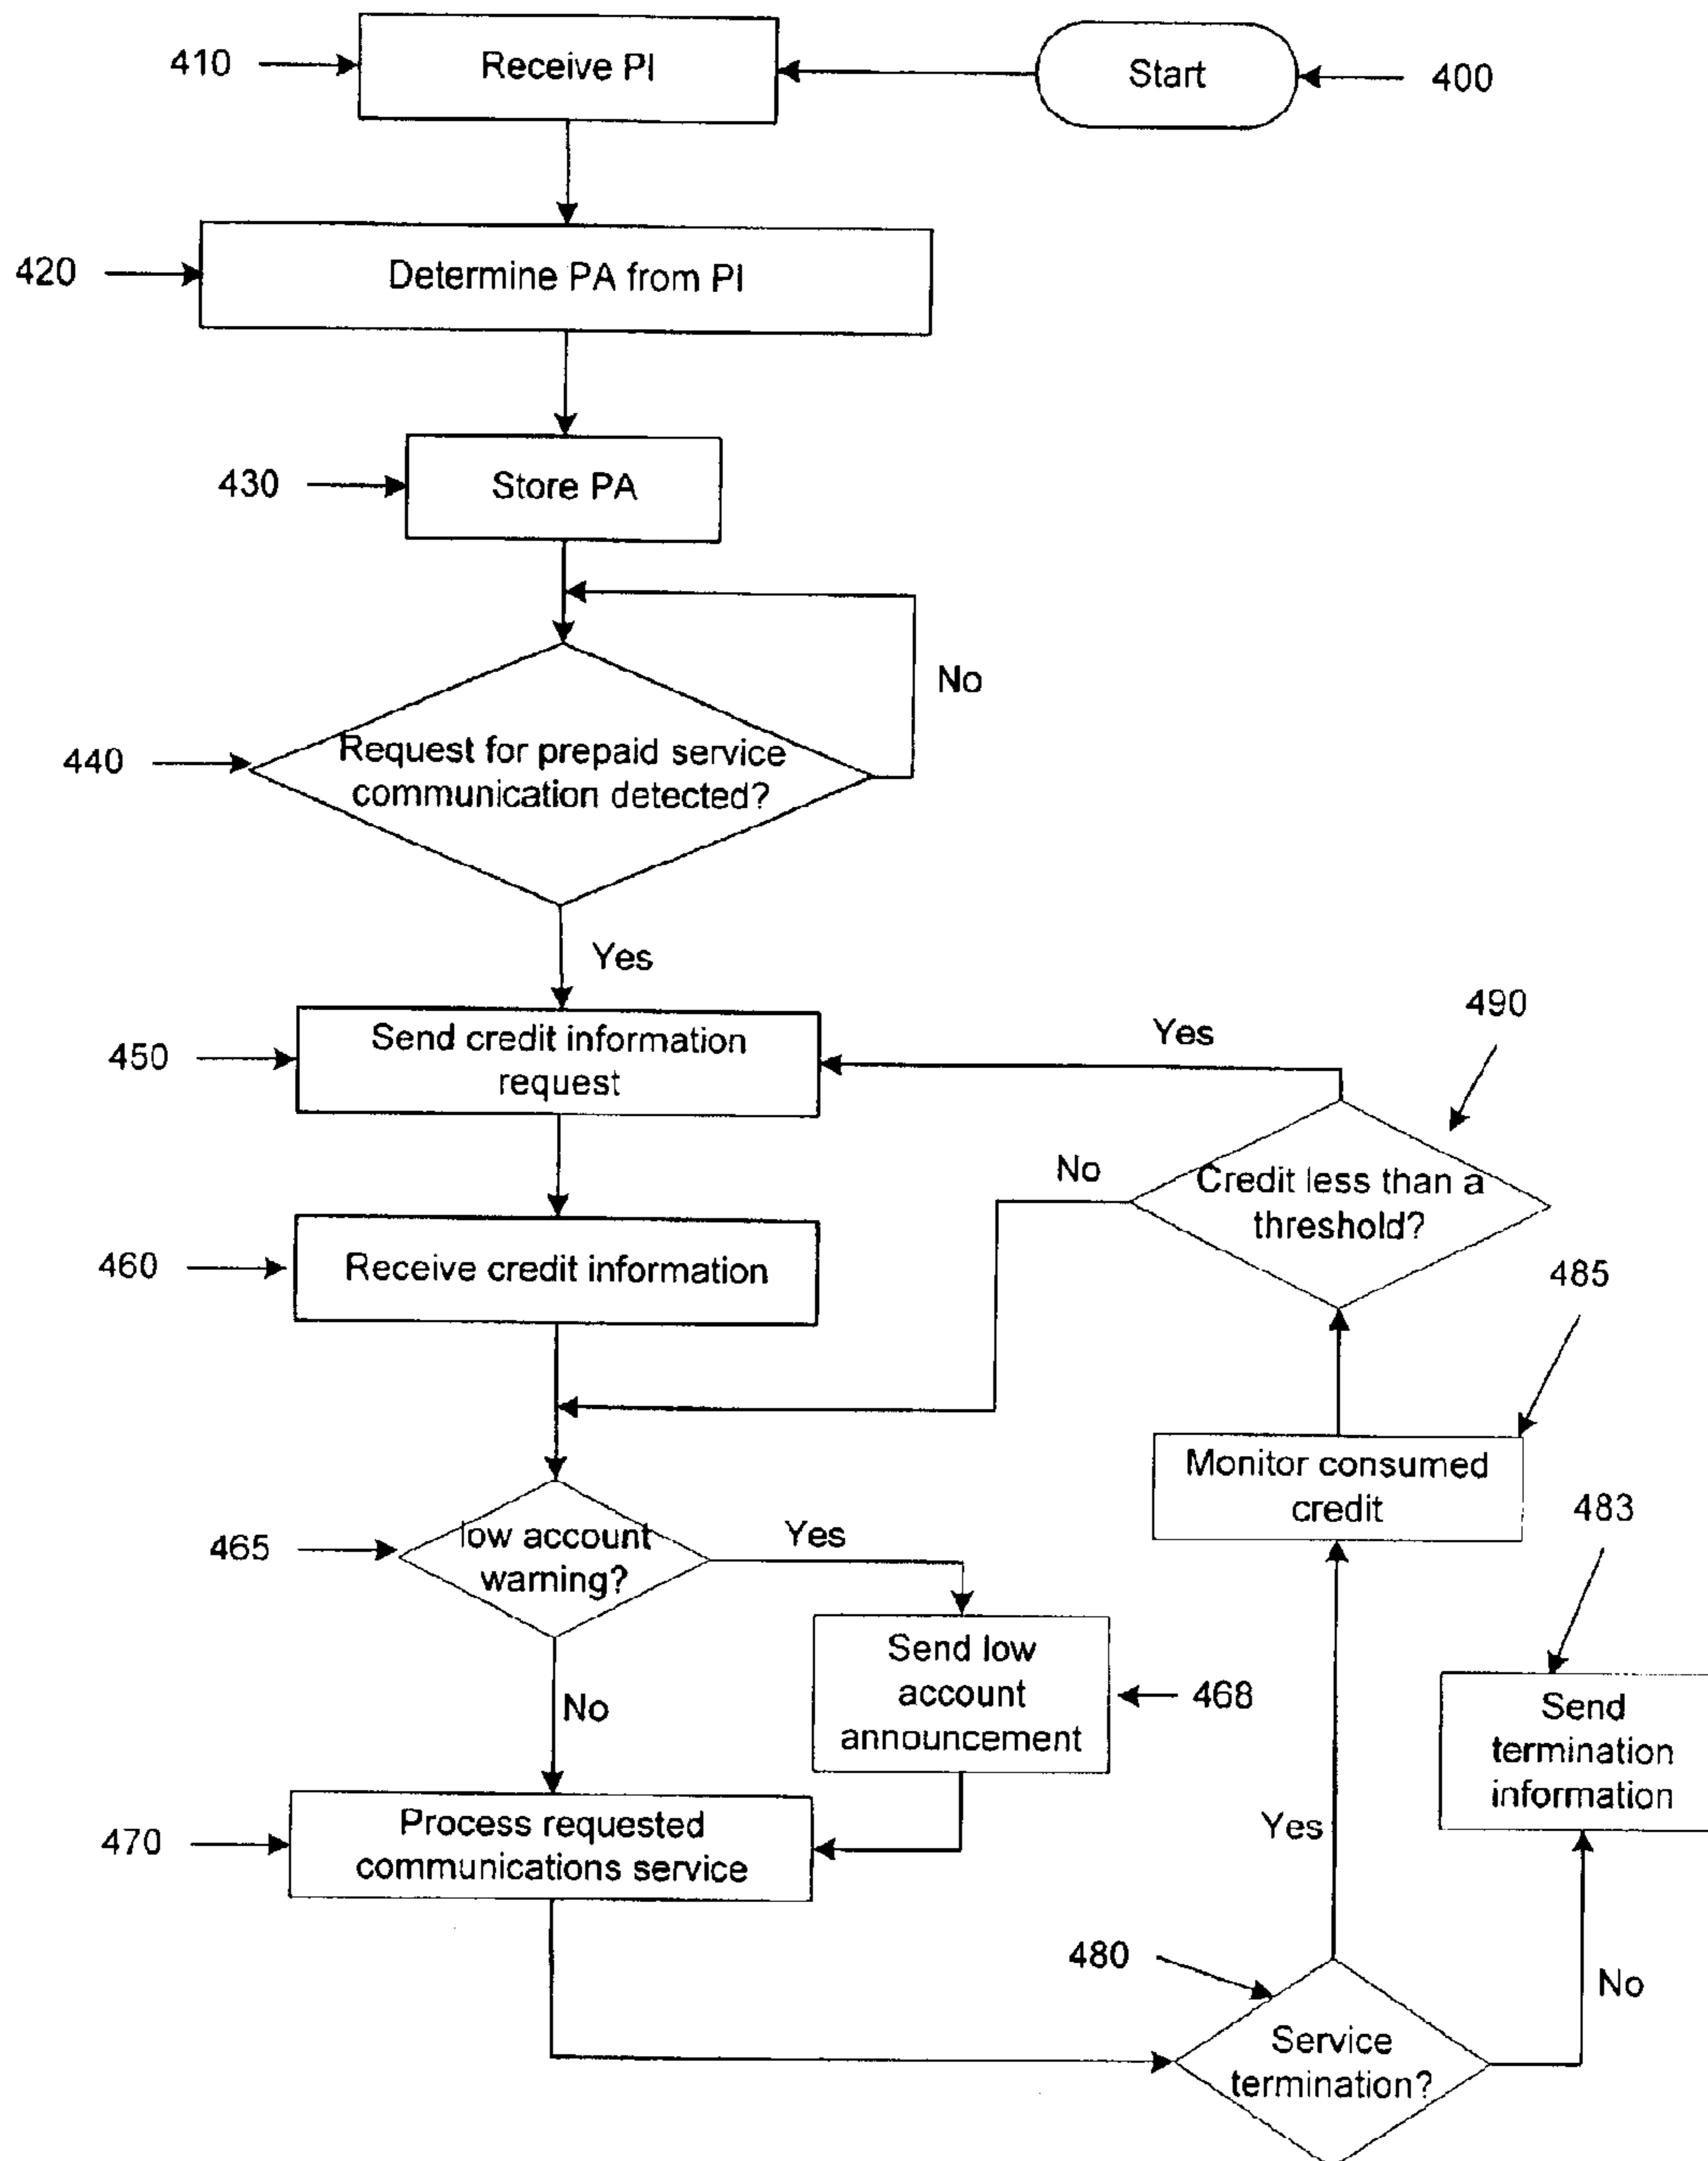 410
Receive PI
Start
400
420
Determine PA from PI
430
Store PA
No
440
Request for prepaid service
communication detected?
Yes
490
Yes
450
Send credit information
request
No
Credit less than a
threshold?
460
Receive credit information
485
Monitor consumed
credit
483
465
low account
warning?
Yes
Send low
account
announcement
468
No
Send
termination
information
470
Process requested
communications service
Yes
480
No
Service
termination?